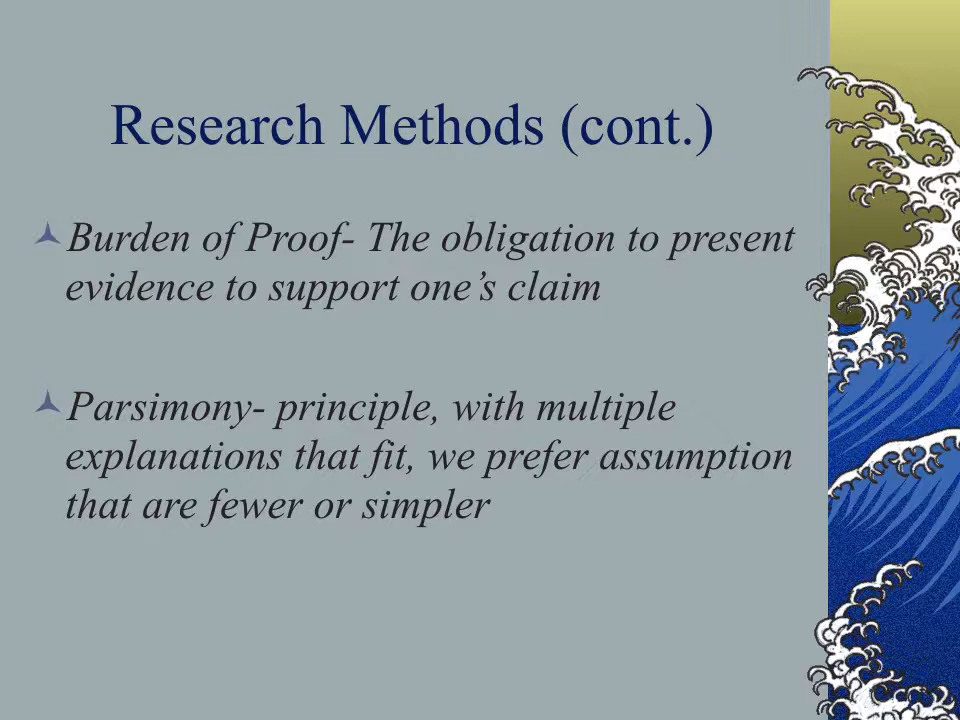 Research Methods (cont.)
Burden of Proof- The obligation to present
evidence to support one’s claim
Parsimony- principle, with multiple
explanations that fit, we prefer assumption
that are fewer or simpler